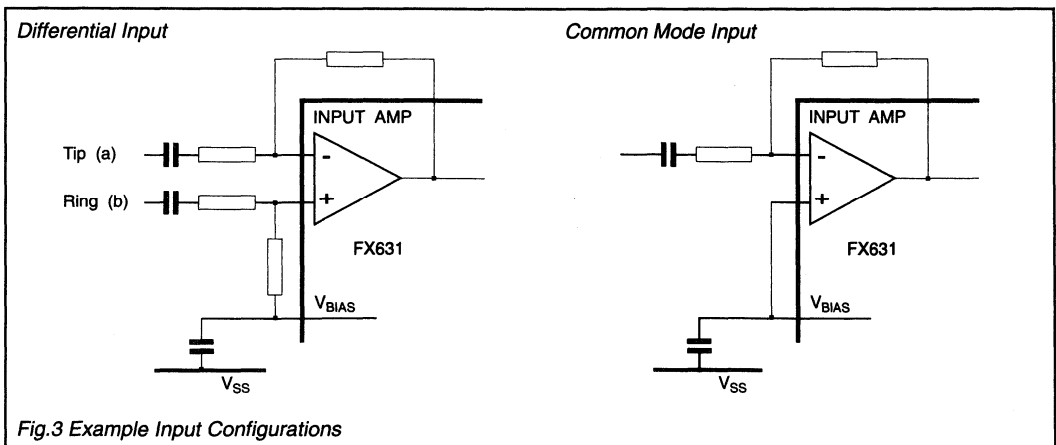 Differential Input
INPUT AMP
Tip (a)
-
Ring (b)
+
FX631
VBIAS
VSS
Common Mode Input
INPUT AMP
-
+
FX631
VBIAS
VSS
Fig.3 Example Input Configurations